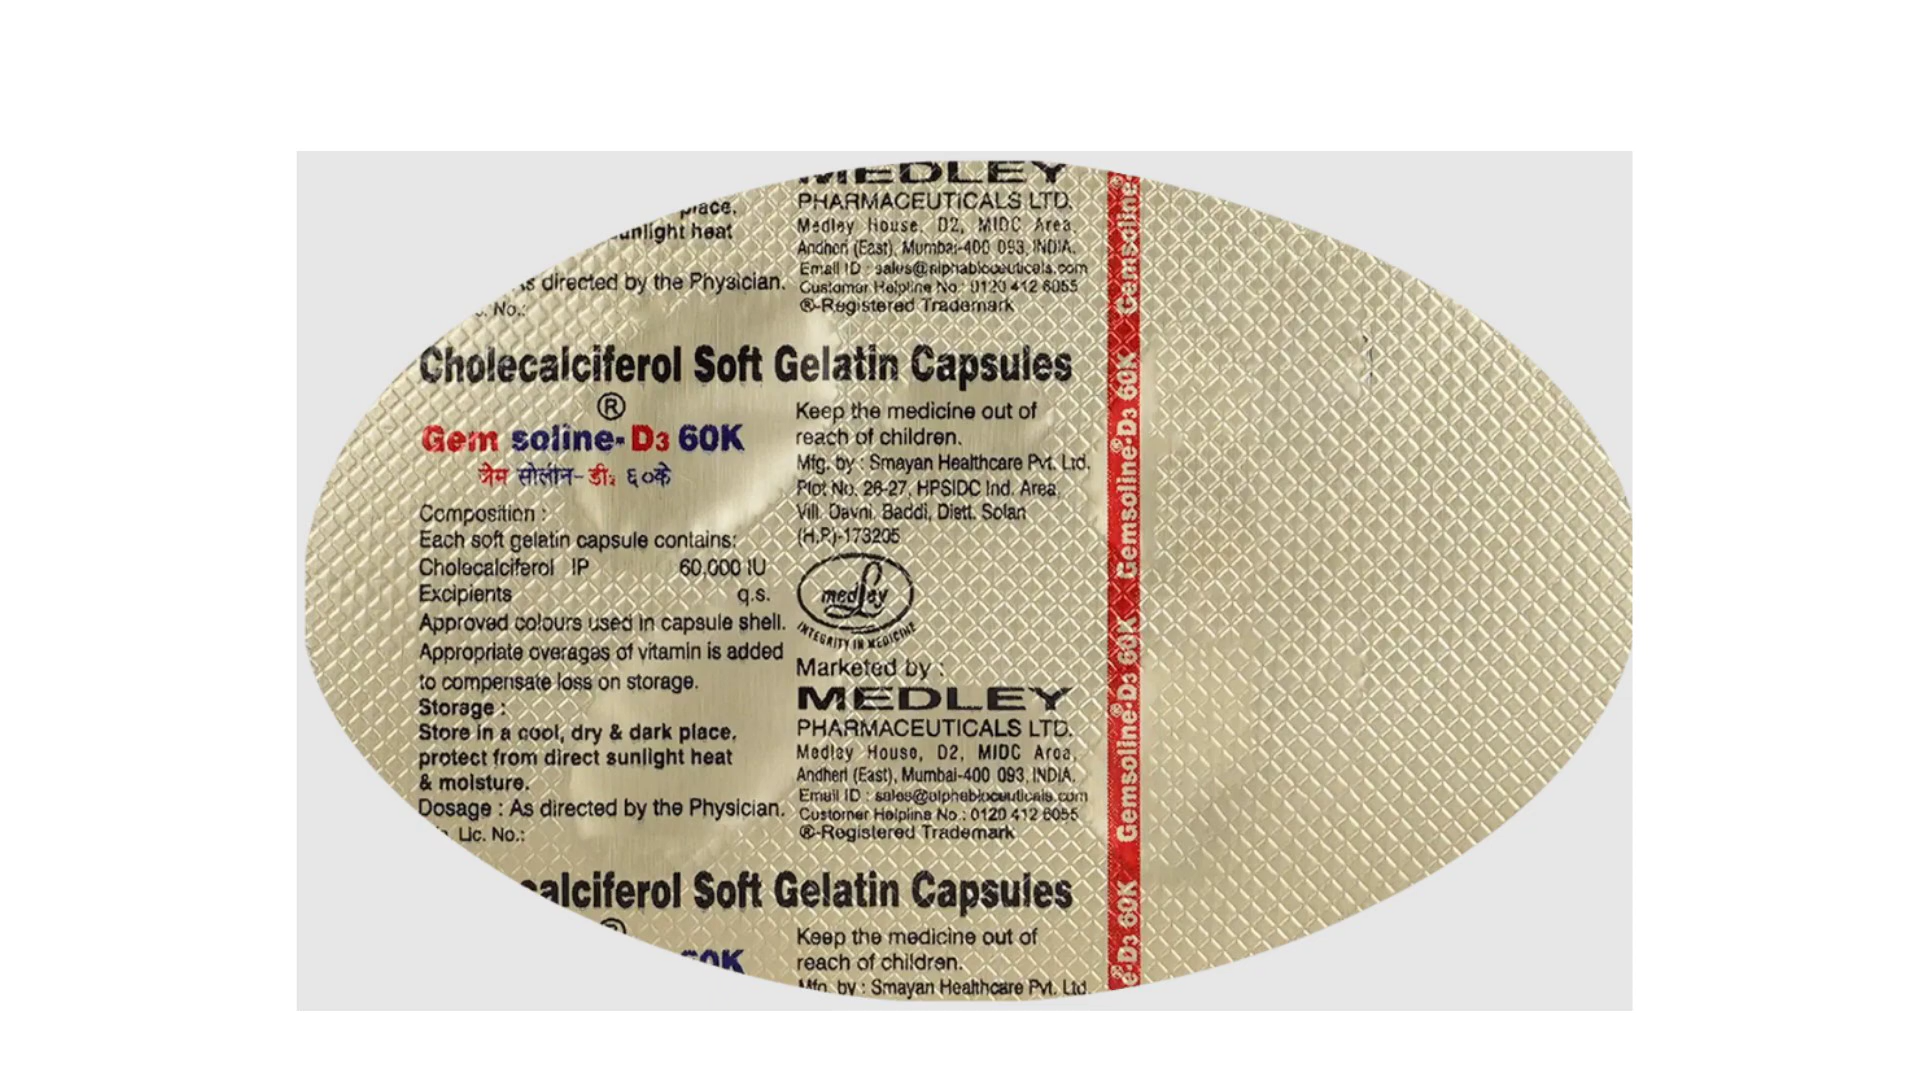 MEDLEY
PHARMACEUTICALS LTD.
place,
sunlight heat
Medley House, D2, MIDC Area,
Andheri (East), Mumbai-400 093, INDIA.
Email ID : sales@alphabioceuticals.com
As directed by the Physician.
Customer Helpline No.: 0120 412 6055
No.:
®-Registered Trademark
Cholecalciferol Soft Gelatin Capsules
®
Gem soline-D3 60K
जेम सोलीन-डी३ ६०के
Composition :
Each soft gelatin capsule contains:
Cholecalciferol IP 60,000 IU
Excipients q.s.
Approved colours used in capsule shell.
Appropriate overages of vitamin is added
to compensate loss on storage.
Storage :
Store in a cool, dry & dark place,
protect from direct sunlight heat
& moisture.
Dosage : As directed by the Physician.
Lic. No.:
Keep the medicine out of
reach of children.
Mfg. by : Smayan Healthcare Pvt. Ltd.
Plot No. 26-27, HPSIDC Ind. Area,
Vill. Davni, Baddi, Distt. Solan
(H.P.)-173205
medley
INTEGRITY IN MEDICINE
Marketed by :
MEDLEY
PHARMACEUTICALS LTD.
Medley House, D2, MIDC Area,
Andheri (East), Mumbai-400 093, INDIA.
Email ID : sales@alphabioceuticals.com
Customer Helpline No.: 0120 412 6055
®-Registered Trademark
calciferol Soft Gelatin Capsules
®
60K
Keep the medicine out of
reach of children.
Mfg. by : Smayan Healthcare Pvt. Ltd.
e®-D3 60K Gemsoline®-D3 60K Gemsoline®-D3 60K Gemsoline®